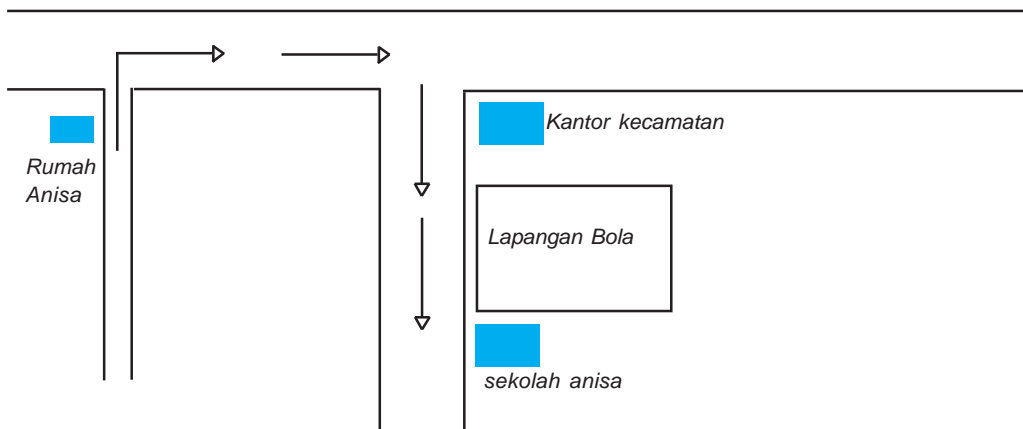 Kantor kecamatan
Rumah
Anisa
Lapangan Bola
sekolah anisa